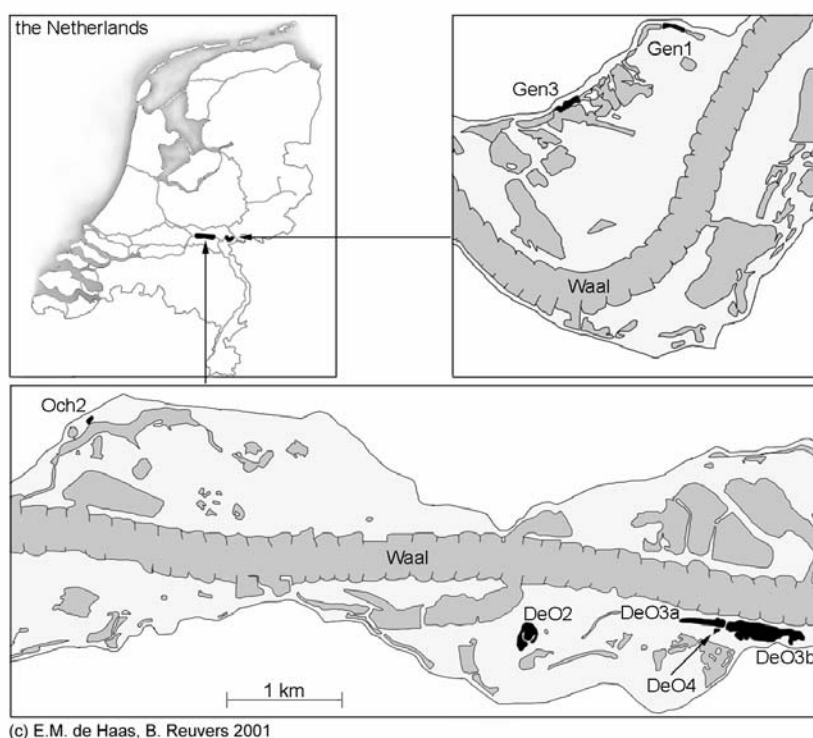 the Netherlands
Gen1
Gen3
Waal
Och2
Waal
DeO2
DeO3a
DeO3b
DeO4
1 km
(c) E.M. de Haas, B. Reuvers 2001